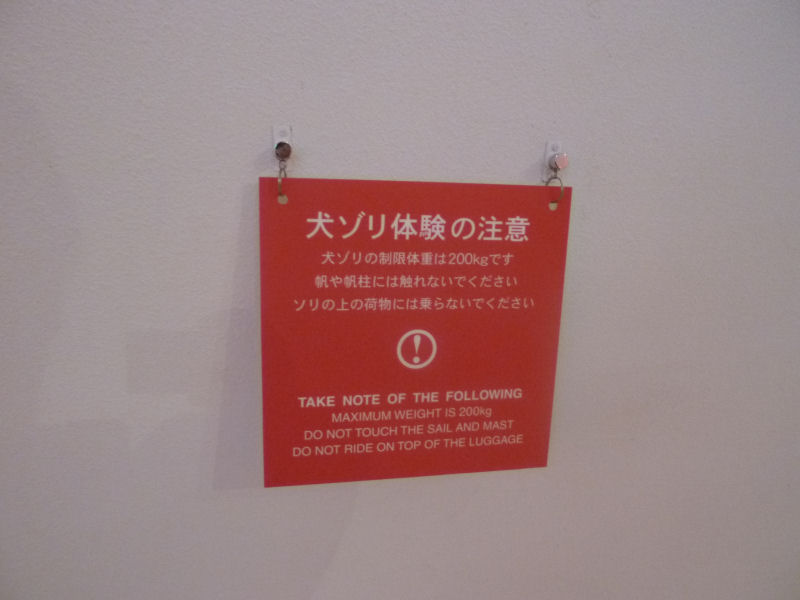 犬ゾリ体験の注意
犬ゾリの制限体重は200kgです
帆や帆柱には触れないでください
ソリの上の荷物には乗らないでください
!
TAKE NOTE OF THE FOLLOWING
MAXIMUM WEIGHT IS 200kg
DO NOT TOUCH THE SAIL AND MAST
DO NOT RIDE ON TOP OF THE LUGGAGE